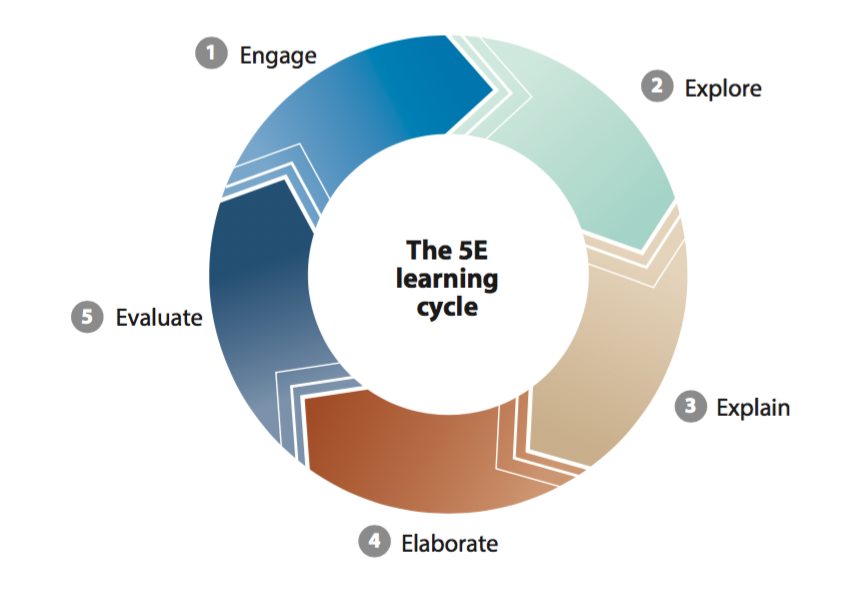 The 5E
learning
cycle
1 Engage
2 Explore
3 Explain
4 Elaborate
5 Evaluate